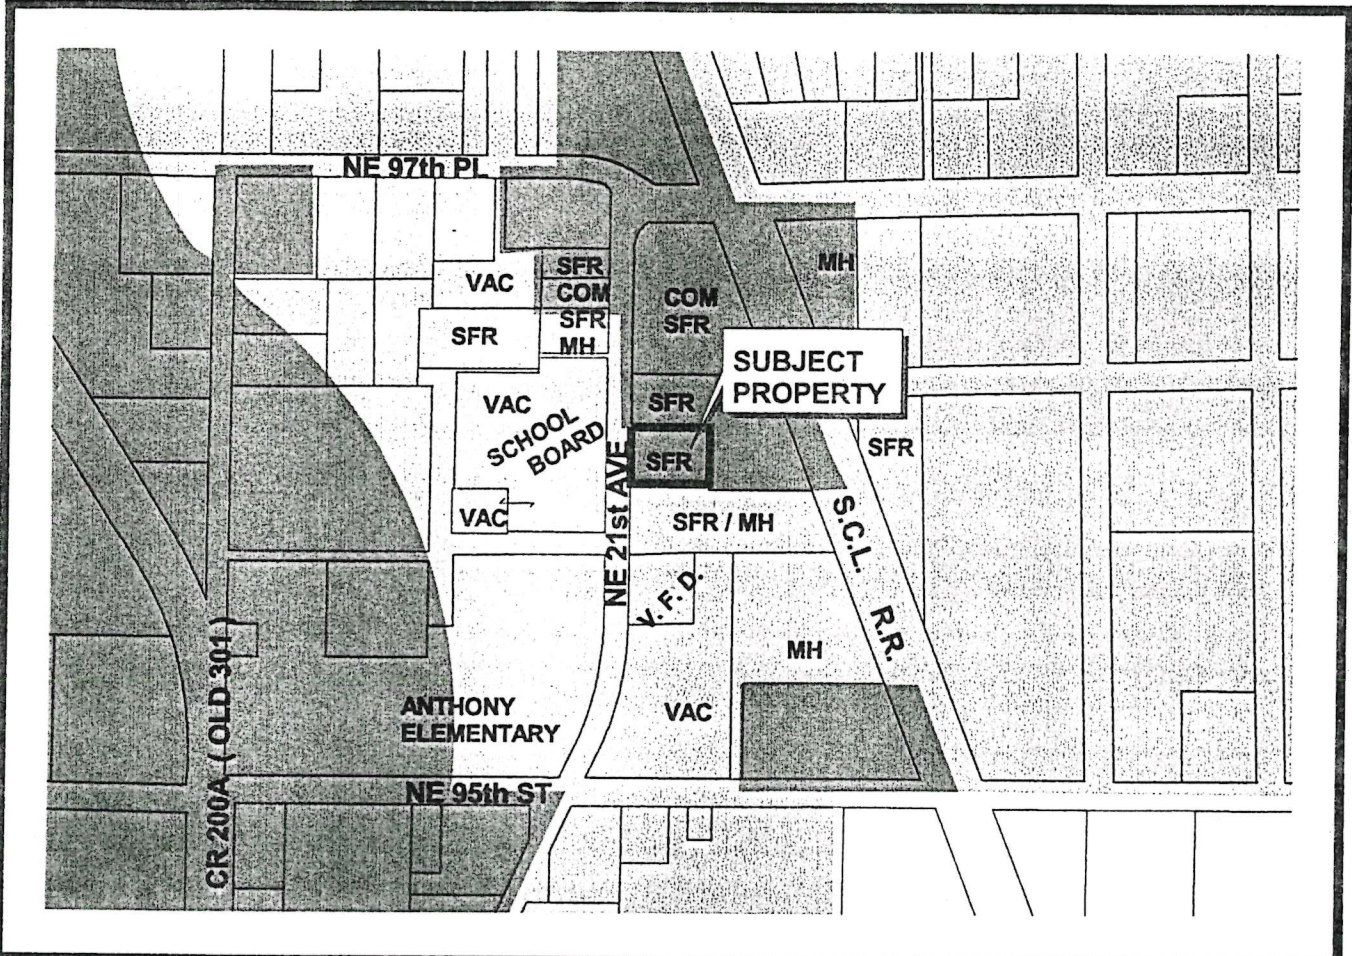 NE 97th PL
MH
VAC
SFR
COM
SFR
MH
COM
SFR
SFR
SUBJECT
PROPERTY
VAC
SCHOOL
BOARD
SFR
SFR
SFR
VAC
NE 21st AVE
SFR / MH
S.C.L. R.R.
V. F. D.
MH
CR 200A ( OLD 301 )
ANTHONY
ELEMENTARY
VAC
NE 95th ST